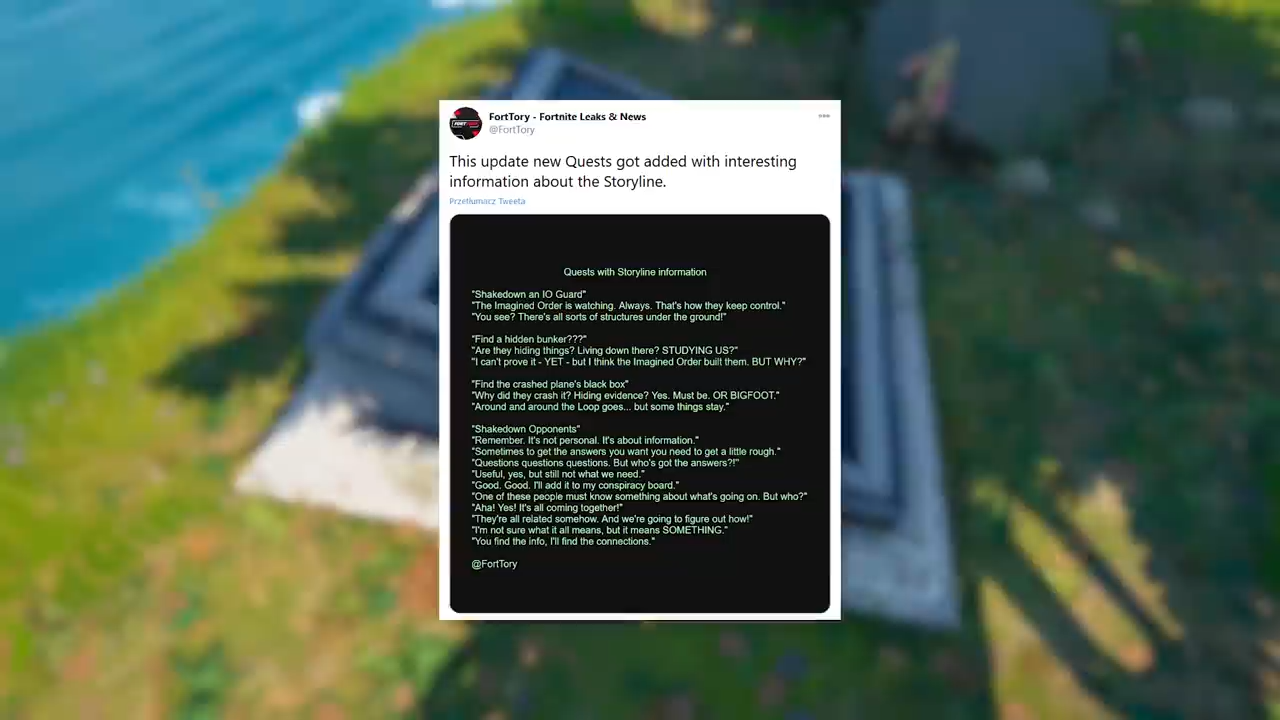 FortTory - Fortnite Leaks & News
@FortTory
This update new Quests got added with interesting
information about the Storyline.
Przetłumacz Tweeta
Quests with Storyline information
"Shakedown an IO Guard"
"The Imagined Order is watching. Always. That's how they keep control."
"You see? There's all sorts of structures under the ground!"
"Find a hidden bunker???"
"Are they hiding things? Living down there? STUDYING US?"
"I can't prove it - YET - but I think the Imagined Order built them. BUT WHY?"
"Find the crashed plane's black box"
"Why did they crash it? Hiding evidence? Yes. Must be. OR BIGFOOT."
"Around and around the Loop goes... but some things stay."
"Shakedown Opponents"
"Remember. It's not personal. It's about information."
"Sometimes to get the answers you want you need to get a little rough."
"Questions questions questions. But who's got the answers?!"
"Useful, yes, but still not what we need."
"Good. Good. I'll add it to my conspiracy board."
"One of these people must know something about what's going on. But who?"
"Aha! Yes! It's all coming together!"
"They're all related somehow. And we're going to figure out how!"
"I'm not sure what it all means, but it means SOMETHING."
"You find the info, I'll find the connections."
@FortTory